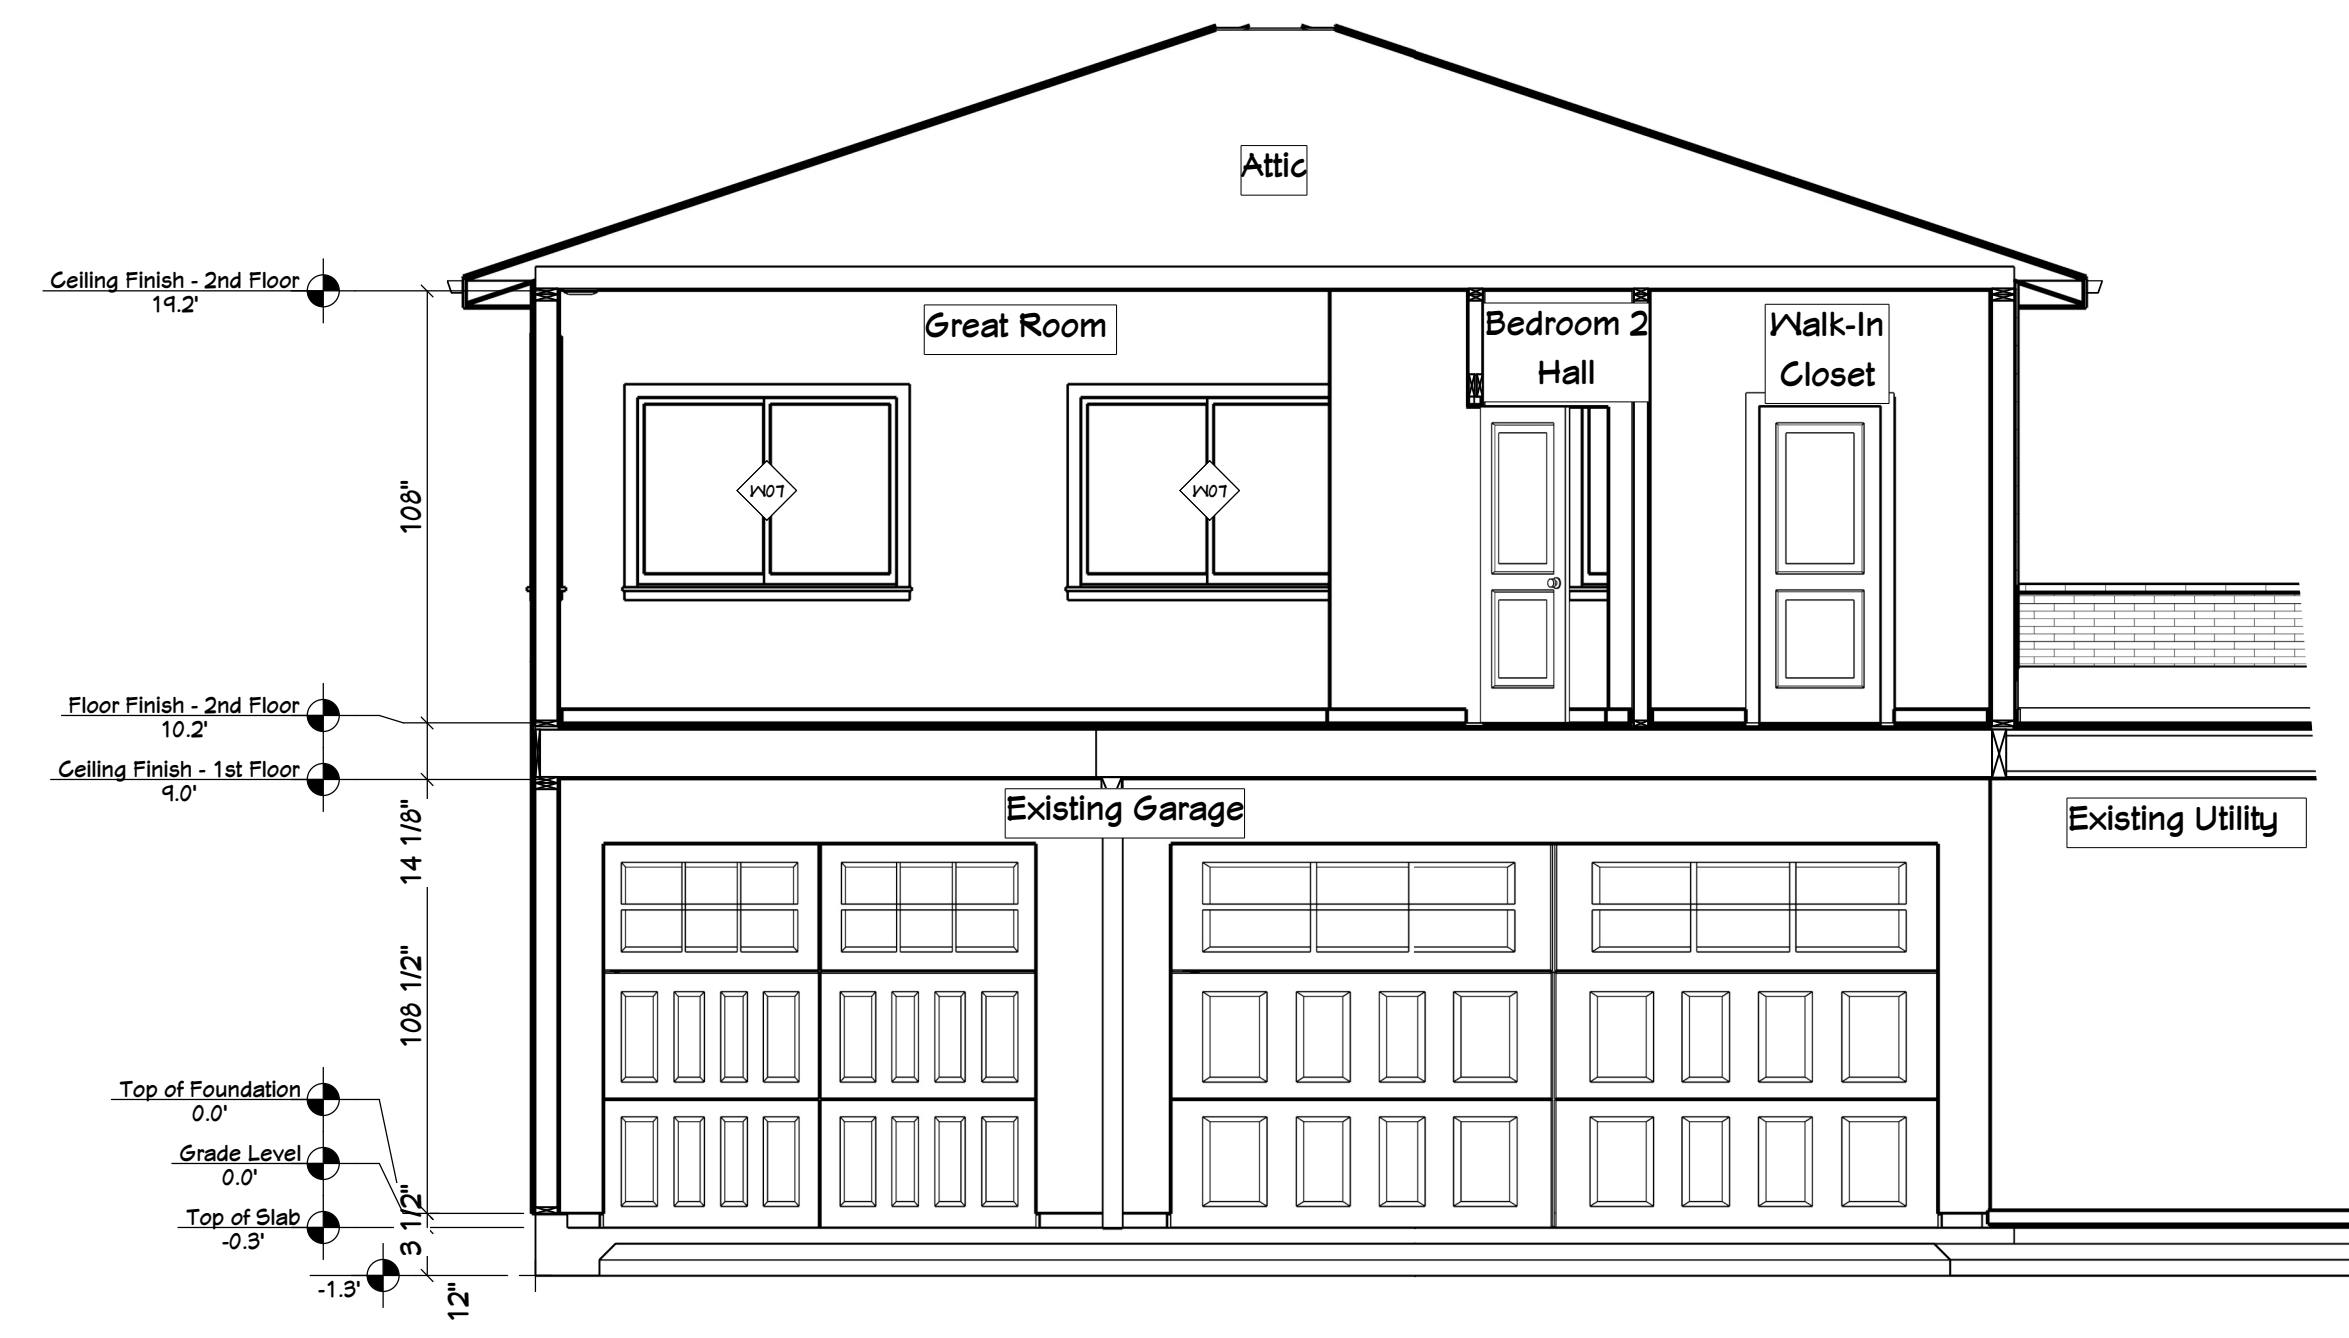 Attic
Ceiling Finish - 2nd Floor
19.2'
Great Room
Bedroom 2
Hall
Walk-In
Closet
108"
W07
W07
Floor Finish - 2nd Floor
10.2'
Ceiling Finish - 1st Floor
9.0'
14 1/8"
Existing Garage
Existing Utility
108 1/2"
Top of Foundation
0.0'
Grade Level
0.0'
Top of Slab
-0.3'
3 1/2"
-1.3'
12"